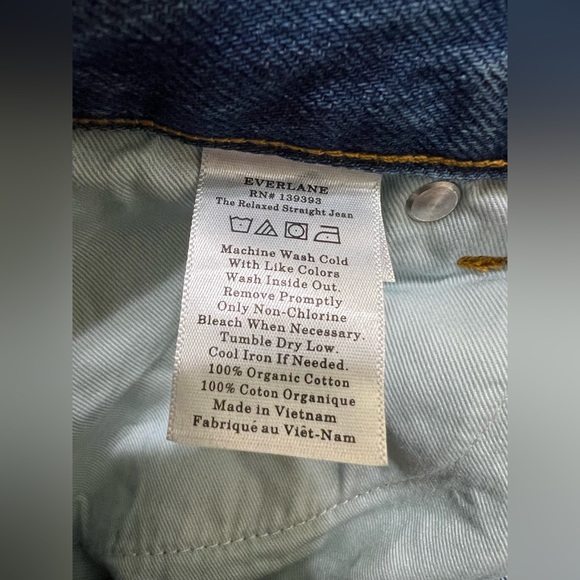 EVERLANE
RN# 139393
The Relaxed Straight Jean
Machine Wash Cold
With Like Colors
Wash Inside Out.
Remove Promptly
Only Non-Chlorine
Bleach When Necessary.
Tumble Dry Low.
Cool Iron If Needed.
100% Organic Cotton
100% Coton Organique
Made in Vietnam
Fabriqué au Viêt-Nam